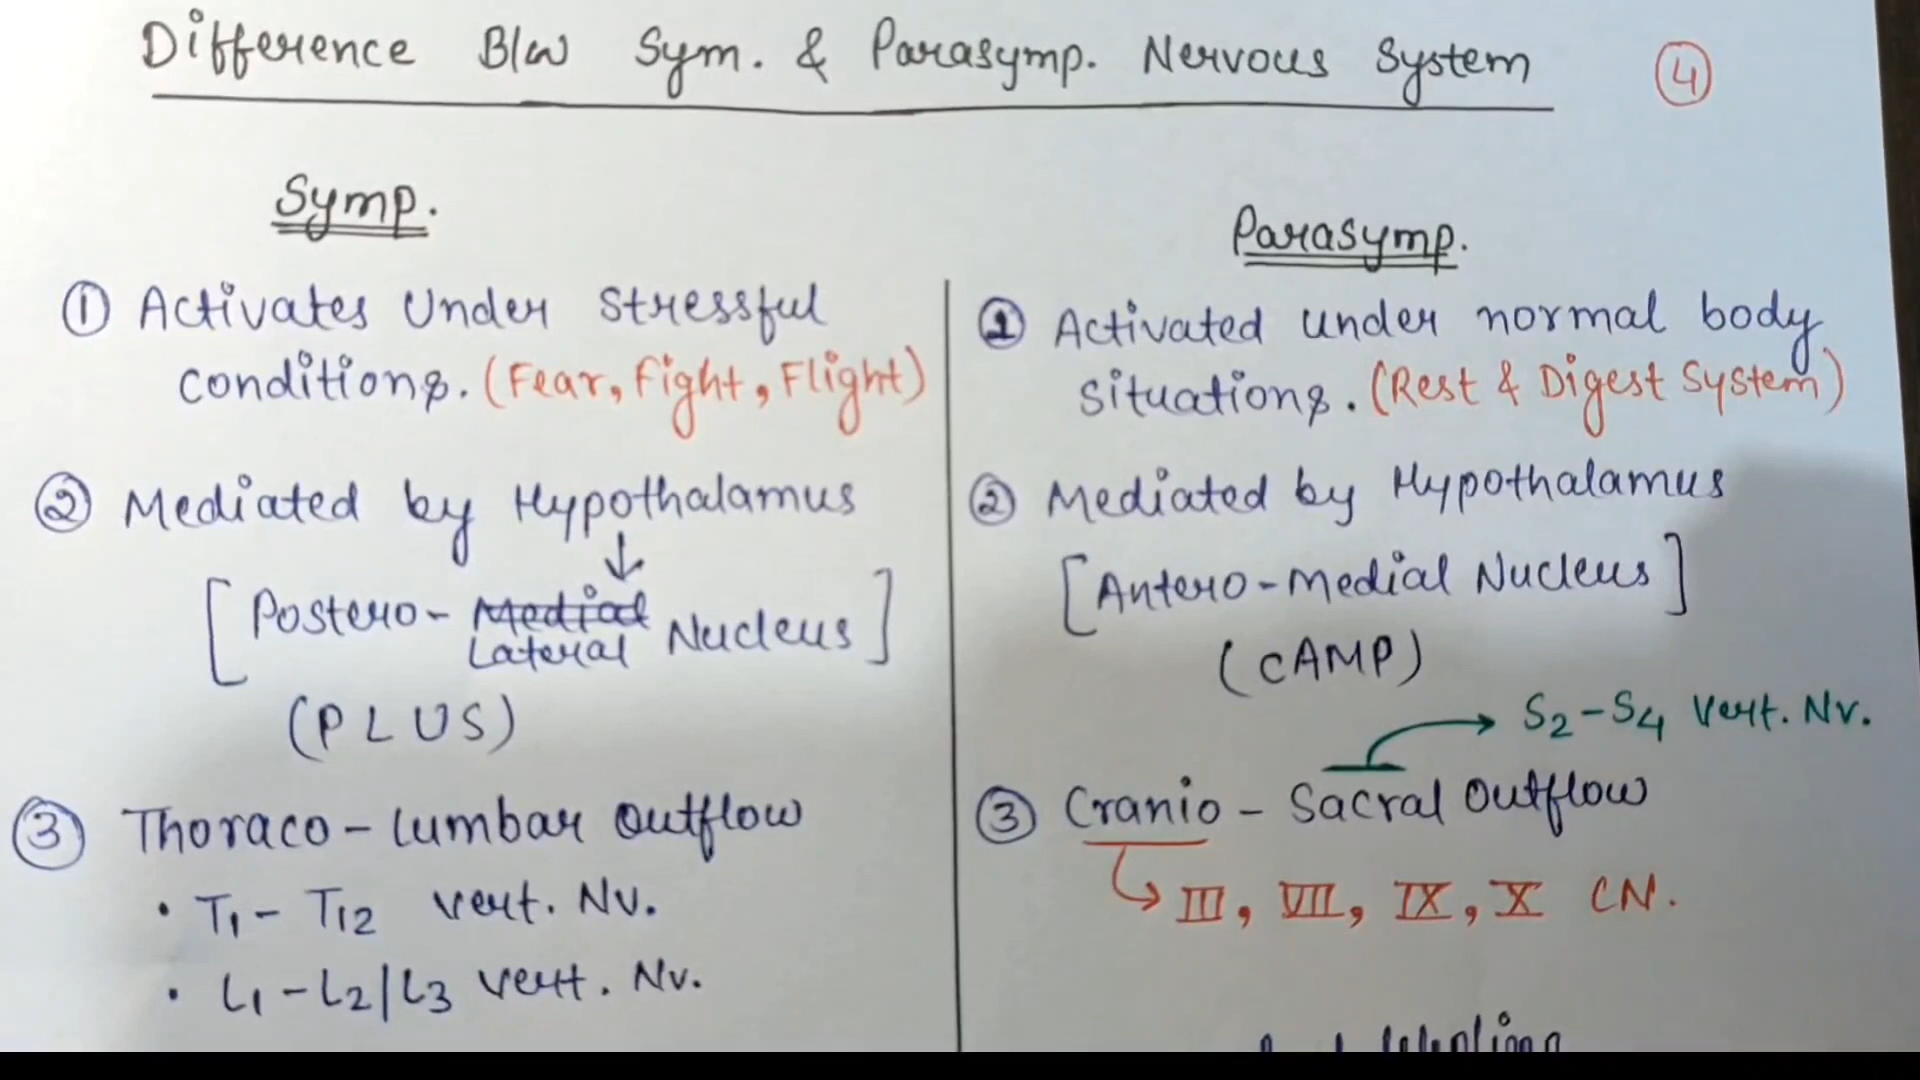 Difference B/w Sym. & Parasymp. Nervous System
4
Symp.
① Activates Under Stressful
conditions. (Fear, Fight, Flight)
② Mediated by Hypothalamus
↓
[Postero- Medial Nucleus]
Lateral
(PLUS)
③ Thoraco-Lumbar Outflow
• T1 - T12 vert. Nv.
• L1 - L2/L3 vert. Nv.
Parasymp.
① Activated under normal body
situations. (Rest & Digest System)
② Mediated by Hypothalamus
[Antero-Medial Nucleus]
(CAMP)
→ S2-S4 Vert. Nv.
③ Cranio - Sacral Outflow
↳ III, VII, IX, X CN.